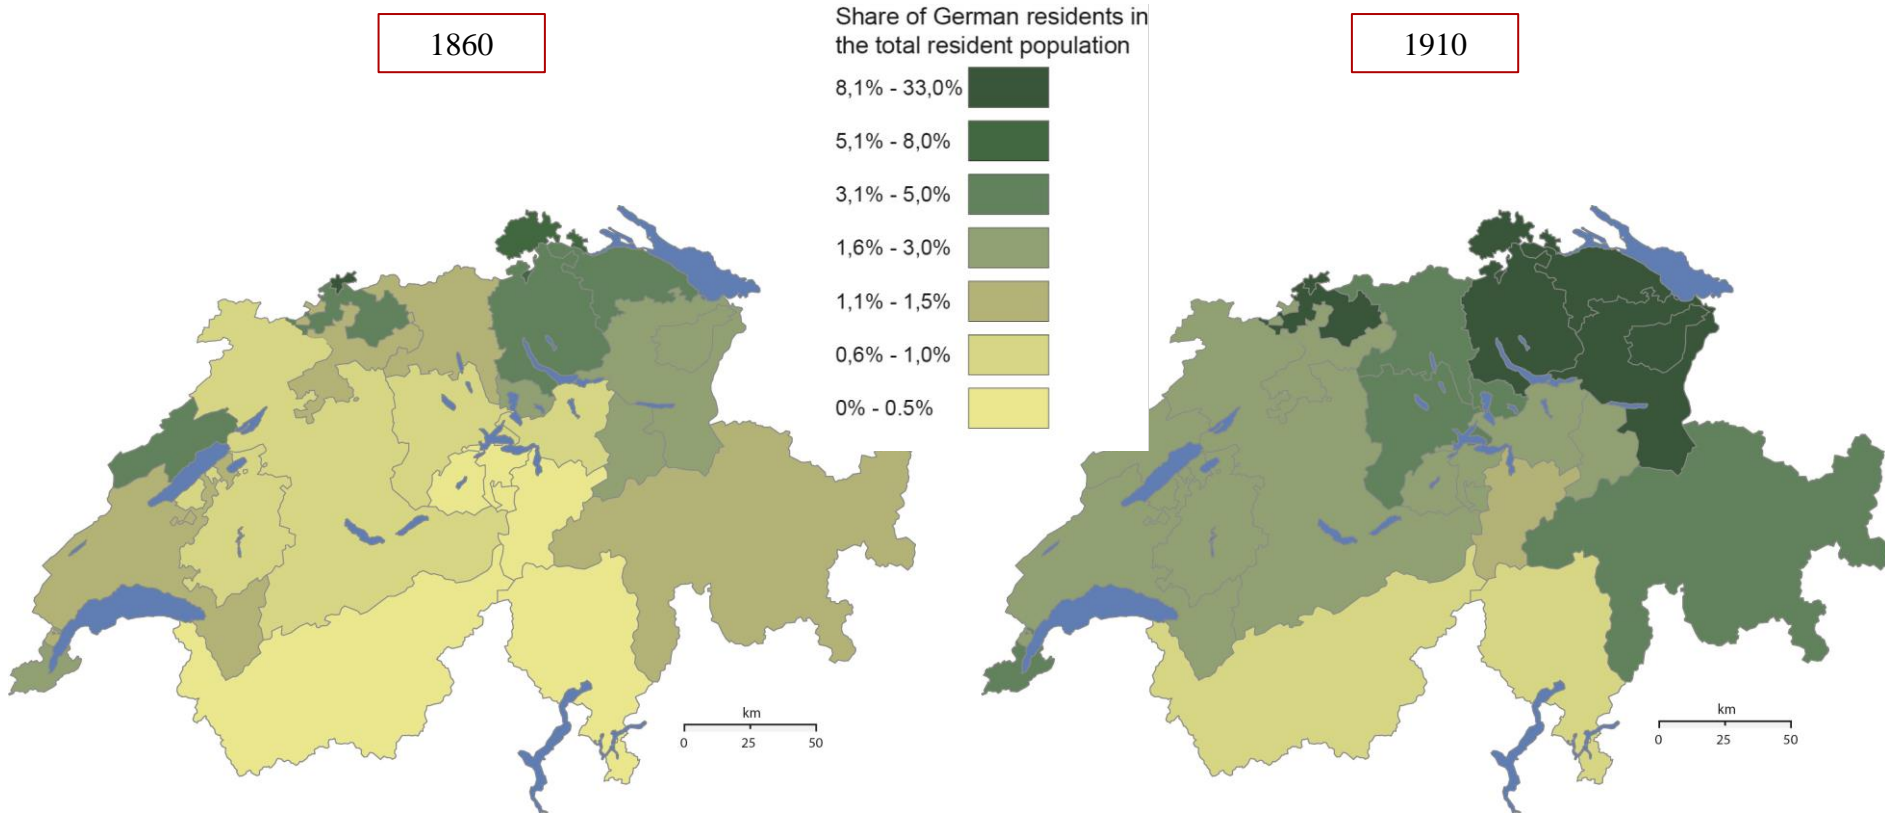 1860
Share of German residents in
the total resident population
8,1% - 33,0%
5,1% - 8,0%
3,1% - 5,0%
1,6% - 3,0%
1,1% - 1,5%
0,6% - 1,0%
0% - 0.5%
1910
km
0 25 50
km
0 25 50